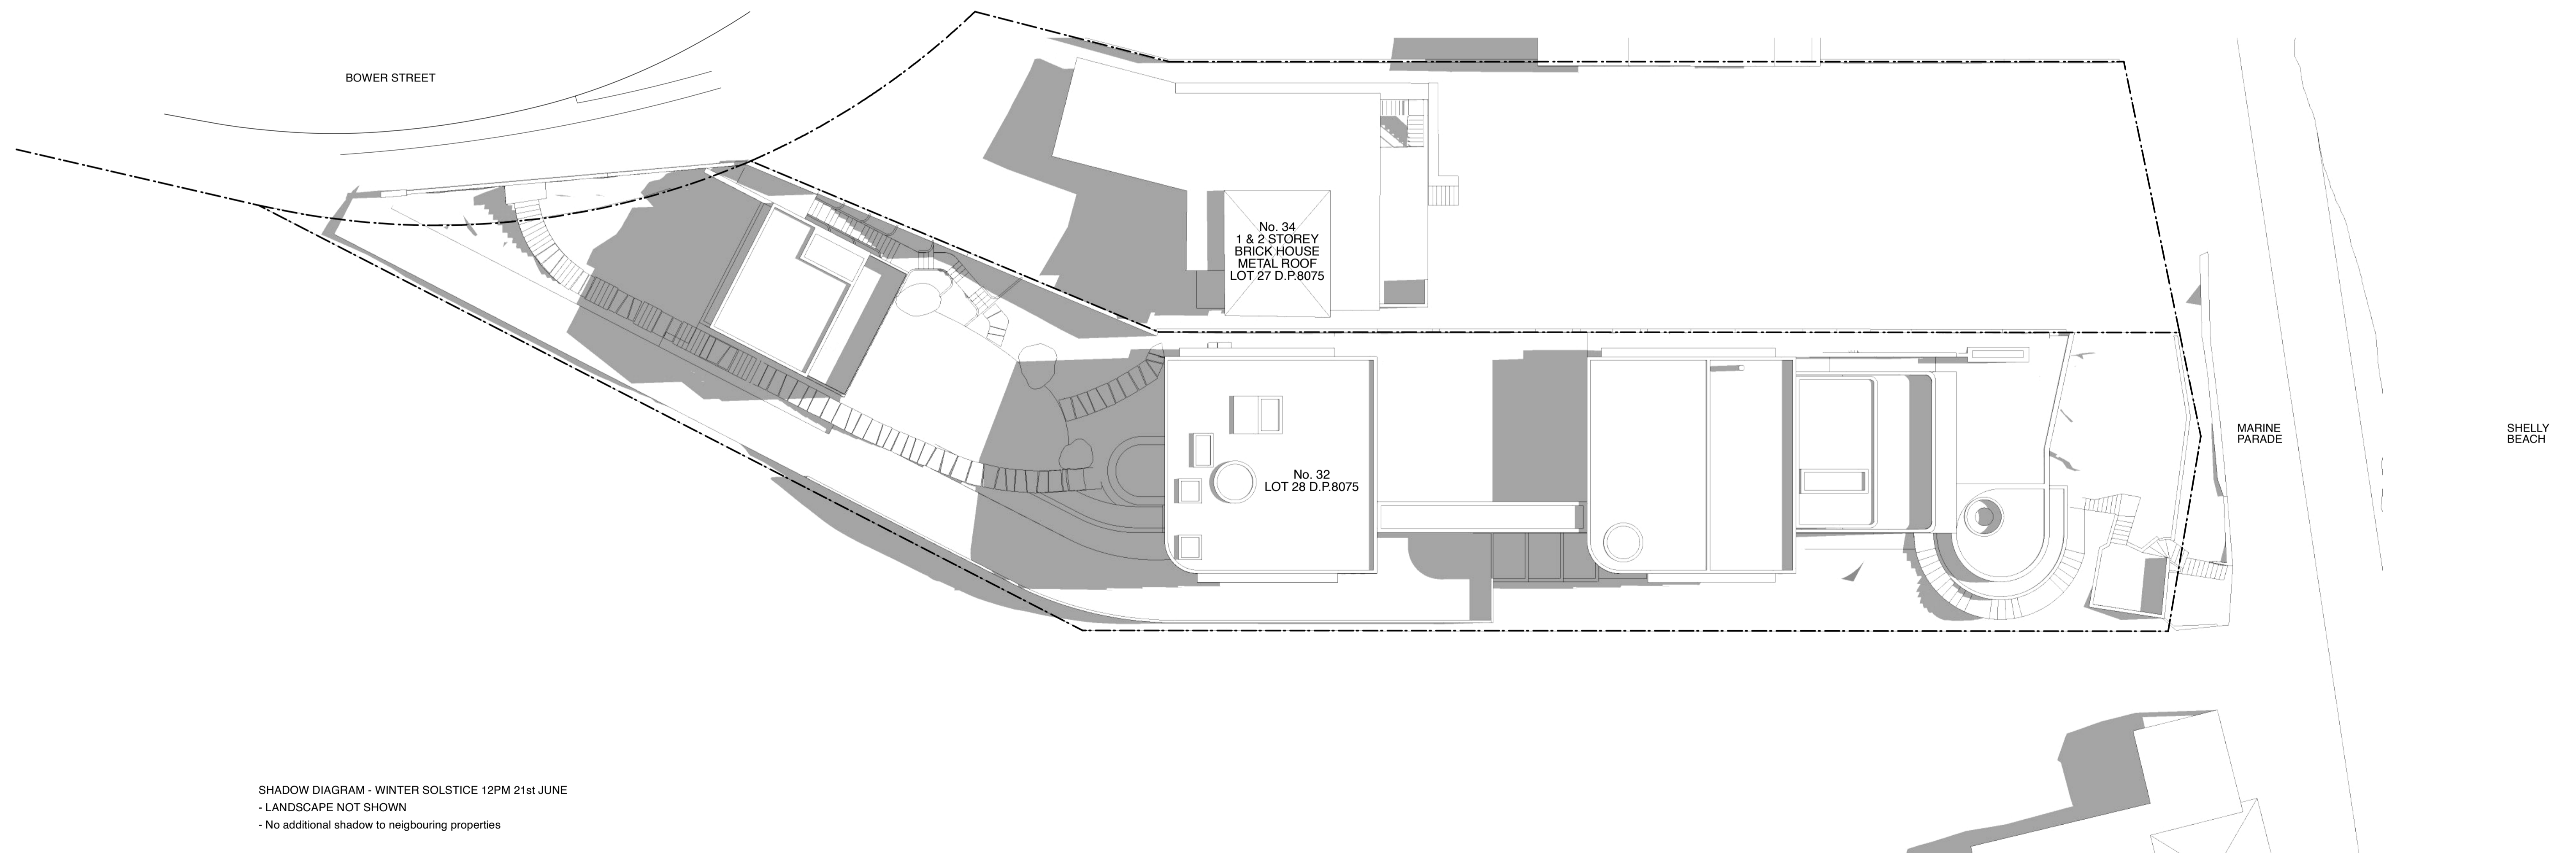 BOWER STREET
No. 34
1 & 2 STOREY
BRICK HOUSE
METAL ROOF
LOT 27 D.P.8075
No. 32
LOT 28 D.P.8075
MARINE
PARADE
SHELLY
BEACH
SHADOW DIAGRAM - WINTER SOLSTICE 12PM 21st JUNE
- LANDSCAPE NOT SHOWN
- No additional shadow to neigbouring properties